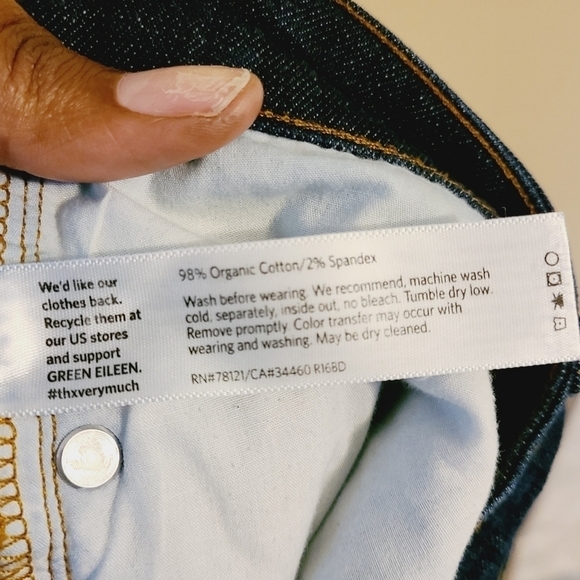 We'd like our
clothes back.
Recycle them at
our US stores
and support
GREEN EILEEN.
#thxverymuch
98% Organic Cotton/2% Spandex
Wash before wearing. We recommend, machine wash
cold, separately, inside out, no bleach. Tumble dry low.
Remove promptly. Color transfer may occur with
wearing and washing. May be dry cleaned.
RN#78121/CA#34460 R16BD